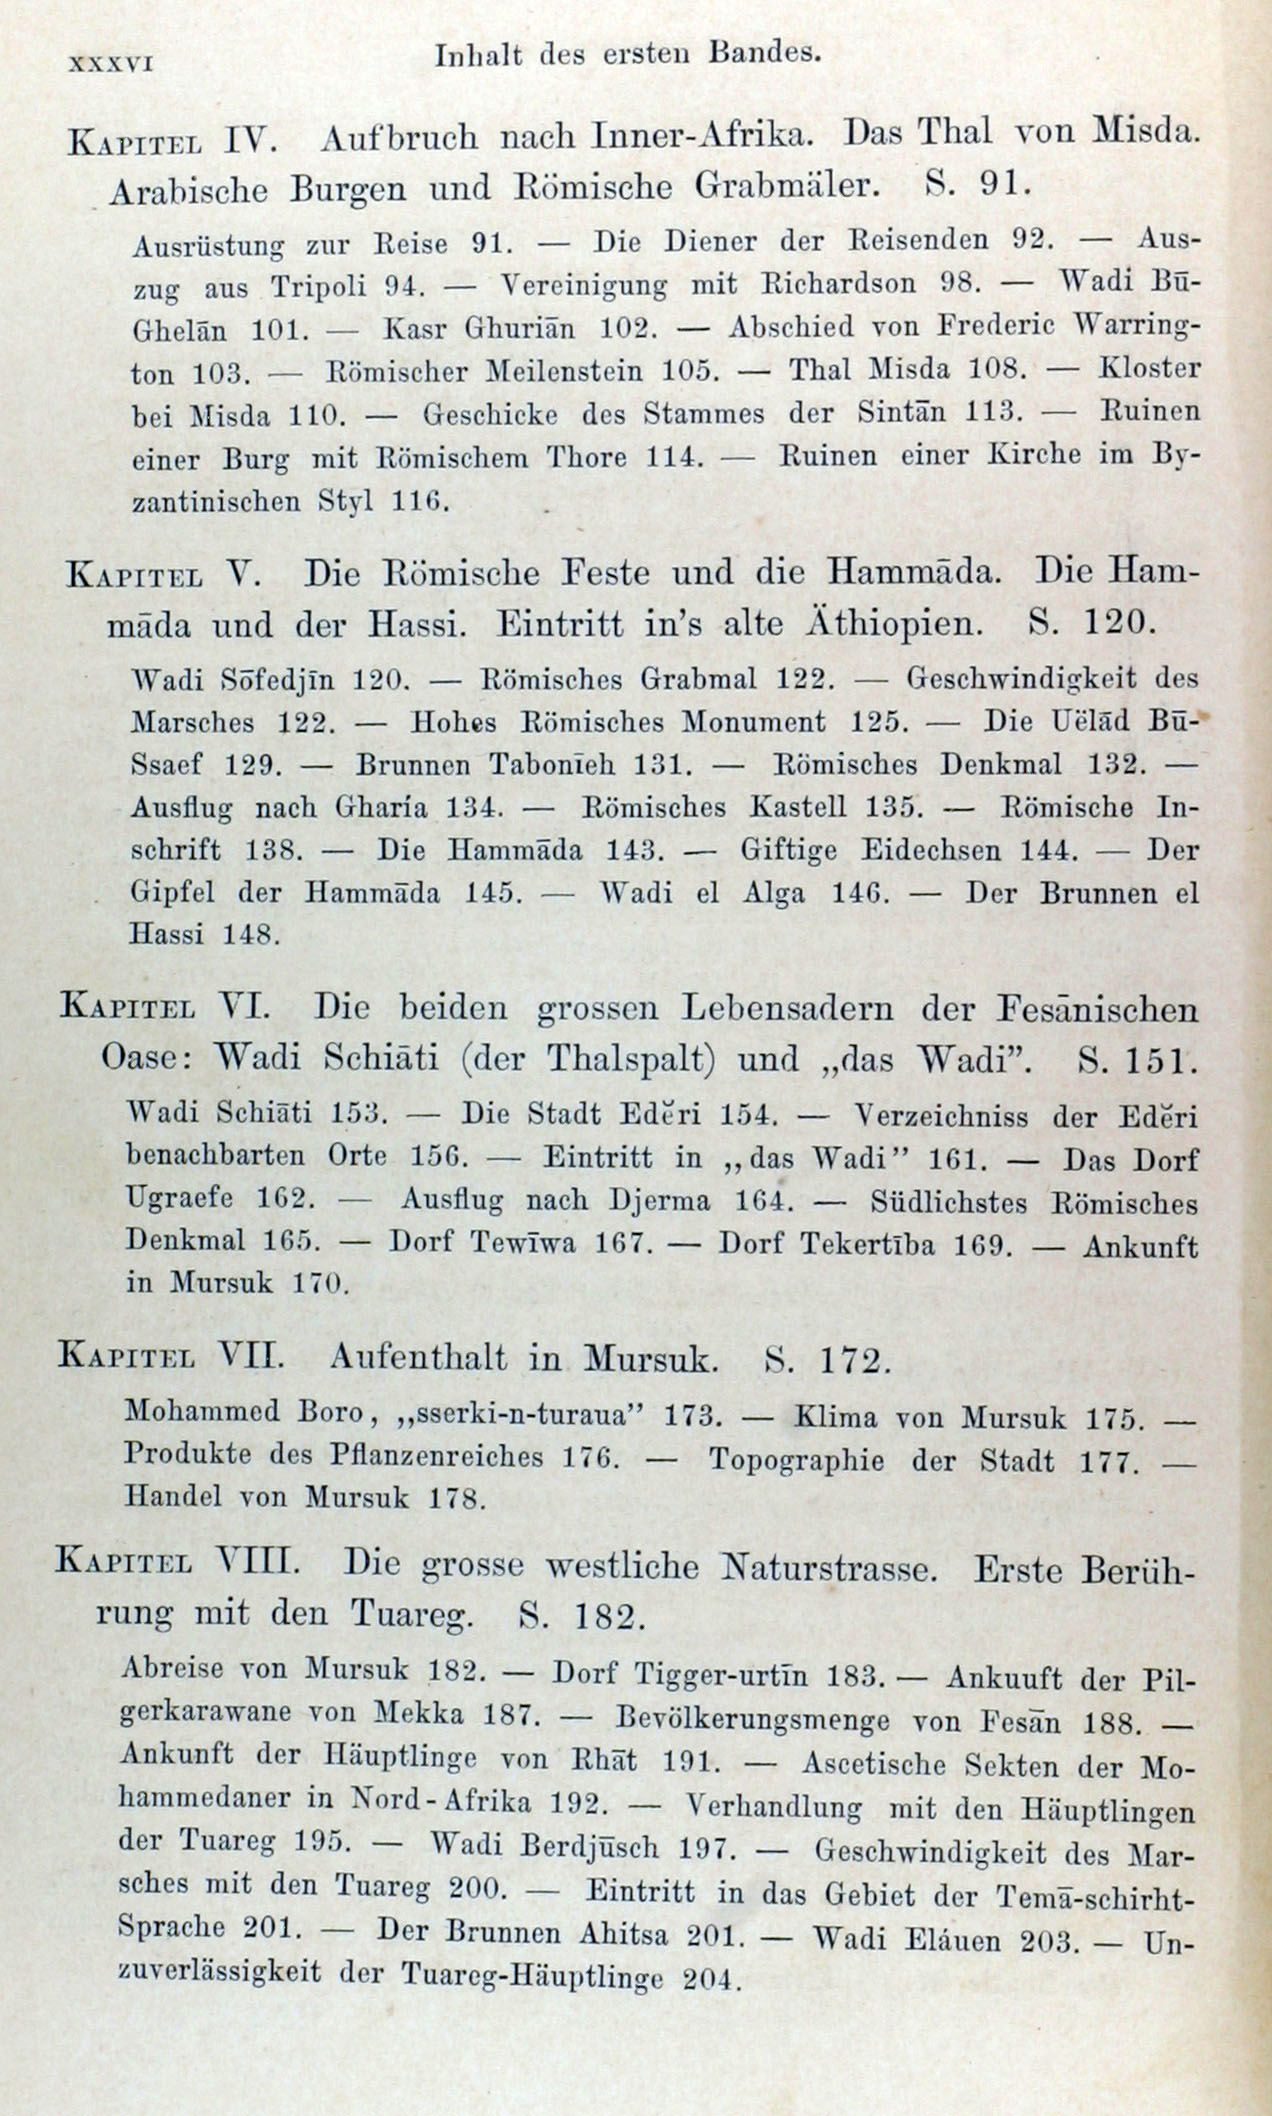 XXXVI Inhalt des ersten Bandes.
KAPITEL IV. Aufbruch nach Inner-Afrika. Das Thal von Misda.
Arabische Burgen und Römische Grabmäler. S. 91.
Ausrüstung zur Reise 91. — Die Diener der Reisenden 92. — Aus-
zug aus Tripoli 94. — Vereinigung mit Richardson 98. — Wadi Bū-
Ghelān 101. — Kasr Ghuriān 102. — Abschied von Frederic Warring-
ton 103. — Römischer Meilenstein 105. — Thal Misda 108. — Kloster
bei Misda 110. — Geschicke des Stammes der Sintān 113. — Ruinen
einer Burg mit Römischem Thore 114. — Ruinen einer Kirche im By-
zantinischen Styl 116.
KAPITEL V. Die Römische Feste und die Hammāda. Die Ham-
māda und der Hassi. Eintritt in's alte Äthiopien. S. 120.
Wadi Sōfedjīn 120. — Römisches Grabmal 122. — Geschwindigkeit des
Marsches 122. — Hohes Römisches Monument 125. — Die Uëlād Bū-
Ssaef 129. — Brunnen Tabonīeh 131. — Römisches Denkmal 132. —
Ausflug nach Gharía 134. — Römisches Kastell 135. — Römische In-
schrift 138. — Die Hammāda 143. — Giftige Eidechsen 144. — Der
Gipfel der Hammāda 145. — Wadi el Alga 146. — Der Brunnen el
Hassi 148.
KAPITEL VI. Die beiden grossen Lebensadern der Fesānischen
Oase: Wadi Schiāti (der Thalspalt) und „das Wadi”. S. 151.
Wadi Schiāti 153. — Die Stadt Eděri 154. — Verzeichniss der Eděri
benachbarten Orte 156. — Eintritt in „das Wadi” 161. — Das Dorf
Ugraefe 162. — Ausflug nach Djerma 164. — Südlichstes Römisches
Denkmal 165. — Dorf Tewīwa 167. — Dorf Tekertība 169. — Ankunft
in Mursuk 170.
KAPITEL VII. Aufenthalt in Mursuk. S. 172.
Mohammed Boro, „sserki-n-turaua” 173. — Klima von Mursuk 175. —
Produkte des Pflanzenreiches 176. — Topographie der Stadt 177. —
Handel von Mursuk 178.
KAPITEL VIII. Die grosse westliche Naturstrasse. Erste Berüh-
rung mit den Tuareg. S. 182.
Abreise von Mursuk 182. — Dorf Tigger-urtīn 183. — Ankuuft der Pil-
gerkarawane von Mekka 187. — Bevölkerungsmenge von Fesān 188. —
Ankunft der Häuptlinge von Rhāt 191. — Ascetische Sekten der Mo-
hammedaner in Nord-Afrika 192. — Verhandlung mit den Häuptlingen
der Tuareg 195. — Wadi Berdjūsch 197. — Geschwindigkeit des Mar-
sches mit den Tuareg 200. — Eintritt in das Gebiet der Temā-schirht-
Sprache 201. — Der Brunnen Ahitsa 201. — Wadi Eláuen 203. — Un-
zuverlässigkeit der Tuareg-Häuptlinge 204.